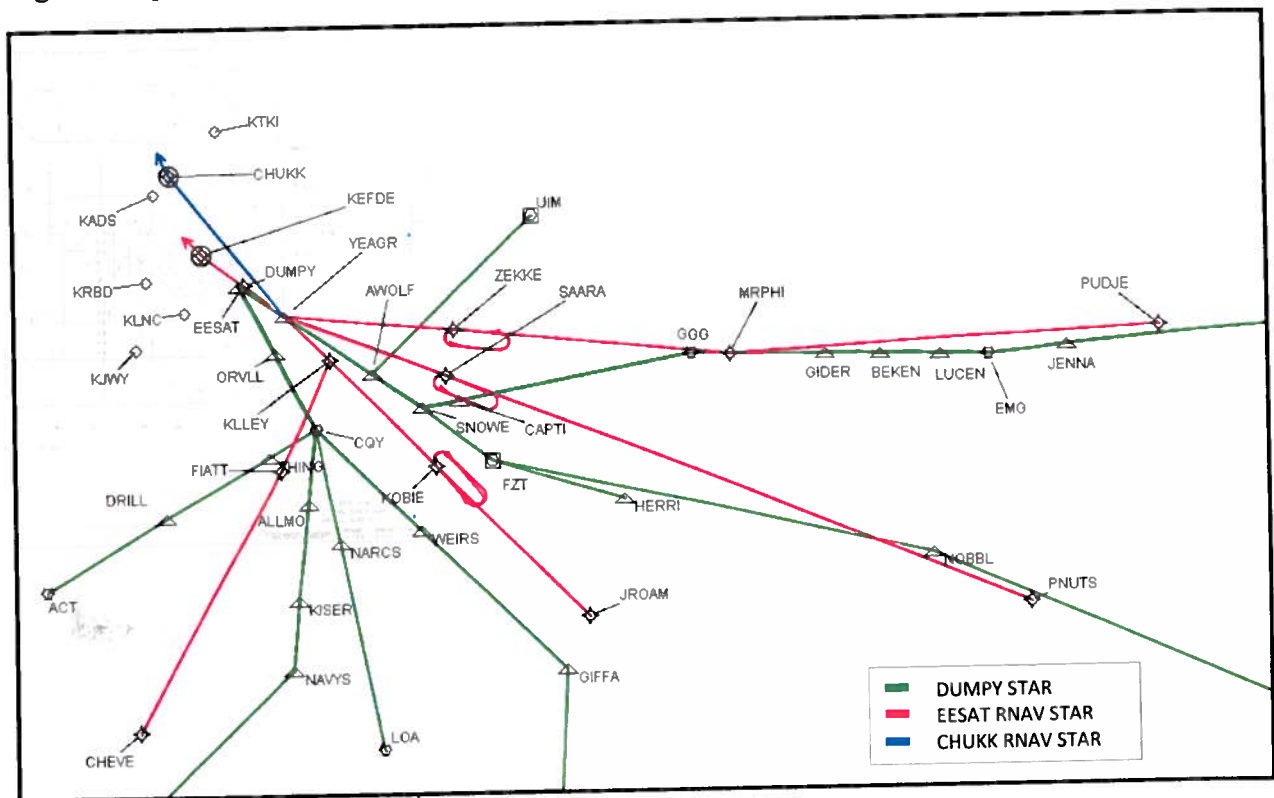 KTKI
CHUKK
KADS
KEFDE
UIM
YEAGR
DUMPY
ZEKKE
KRBD
AWOLF
SAARA
MRPHI
PUDJE
KLNC
EESAT
GGG
KJWY
ORVLL
GIDER
BEKEN
LUCEN
JENNA
KLLEY
SNOWE
CAPTI
EMG
CQY
FIATT
HING
FZT
DRILL
KOBIE
HERRI
ALLMO
WEIRS
NARCS
NOBBL
PNUTS
ACT
KISER
JROAM
NAVYS
GIFFA
LOA
CHEVE
DUMPY STAR
EESAT RNAV STAR
CHUKK RNAV STAR